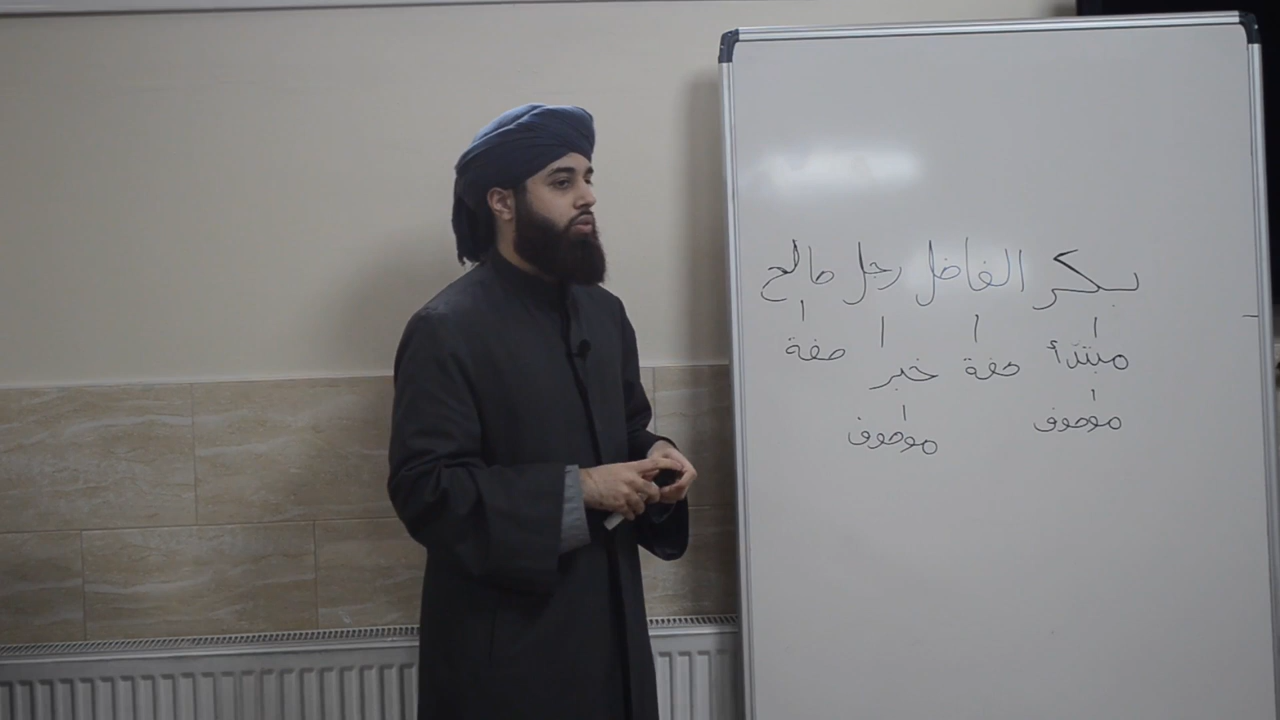 بكر الفاضل رجل صالح
مبتدأ صفة خبر صفة
موصوف موصوف